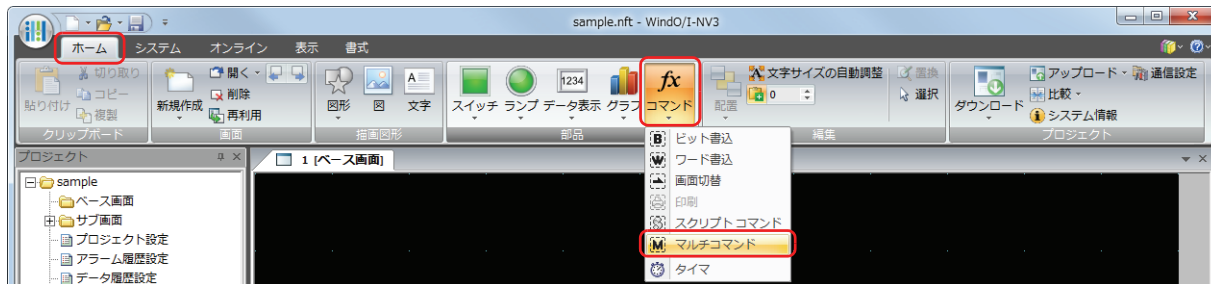 sample.nft - WindO/I-NV3
ホーム システム オンライン 表示 書式
貼り付け 切り取り コピー 複製
クリップボード
新規作成 開く 削除 再利用
画面
図形 図 文字
描画図形
スイッチ ランプ 1234 データ表示 グラフ fx コマンド
部品
配置 文字サイズの自動調整 0 置換 選択
編集
ダウンロード アップロード 比較 システム情報 通信設定
プロジェクト
プロジェクト
1 [ベース画面]
sample
ベース画面
サブ画面
プロジェクト設定
アラーム履歴設定
データ履歴設定
B ビット書込
W ワード書込
画面切替
印刷
S スクリプト コマンド
M マルチコマンド
タイマ